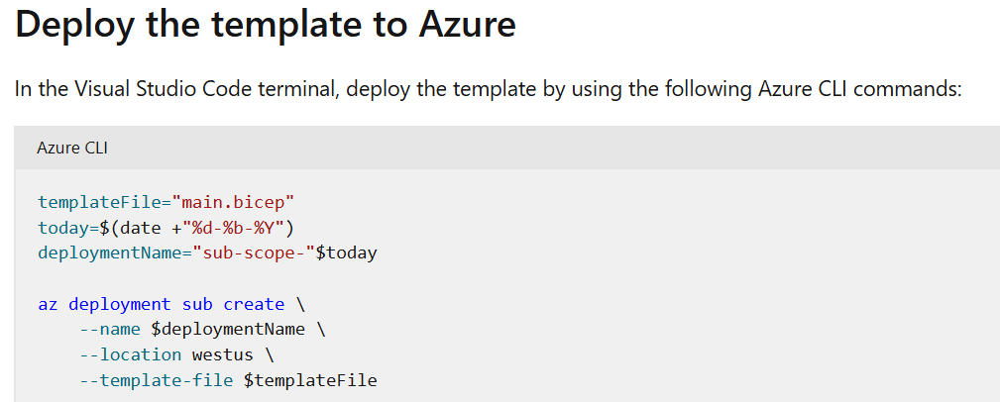 Deploy the template to Azure
In the Visual Studio Code terminal, deploy the template by using the following Azure CLI commands:
Azure CLI
templateFile="main.bicep"
today=$(date +"%d-%b-%Y")
deploymentName="sub-scope-"$today
az deployment sub create \
    --name $deploymentName \
    --location westus \
    --template-file $templateFile